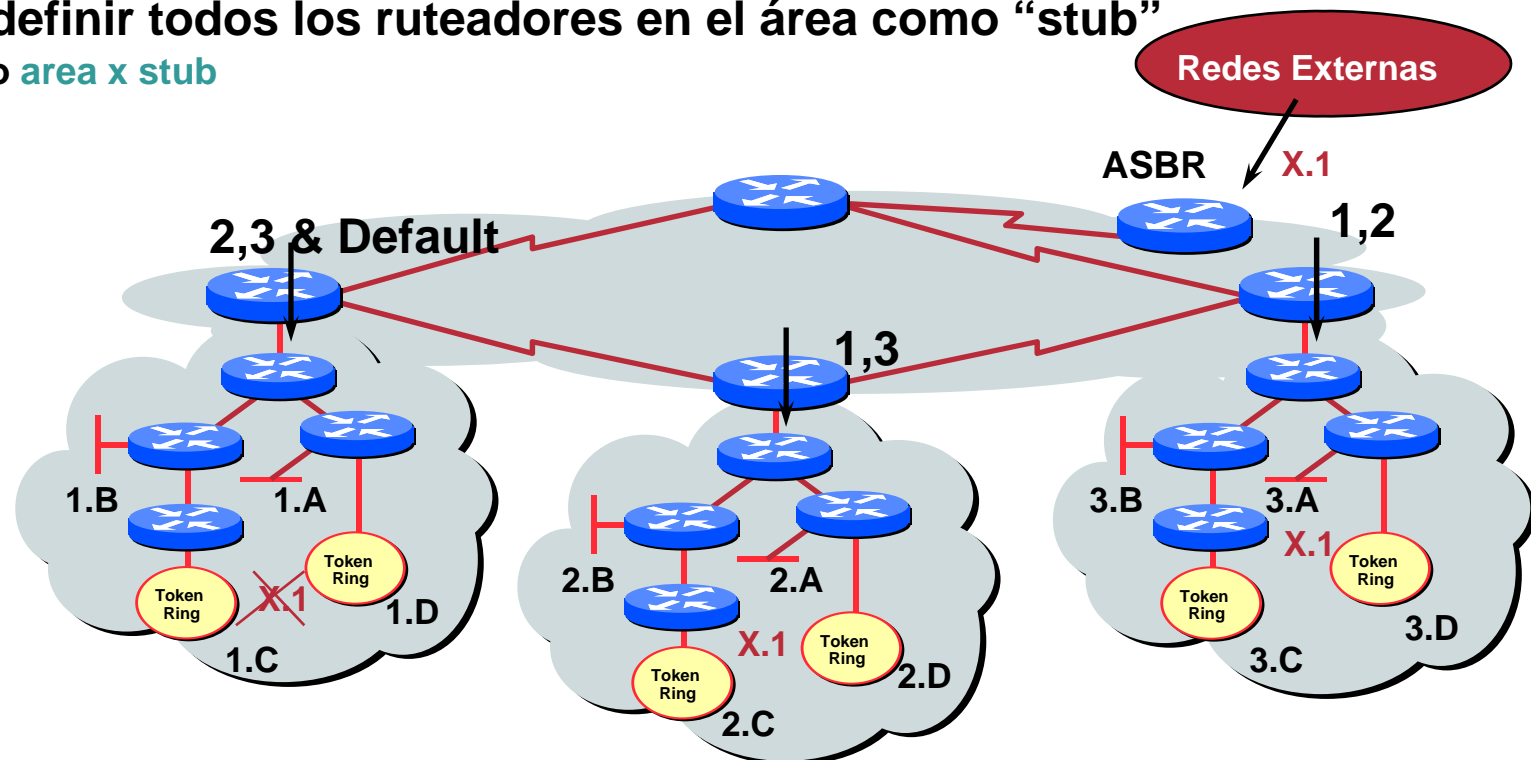 definir todos los ruteadores en el área como “stub”
o area x stub
Redes Externas
ASBR
X.1
2,3 & Default
1,2
1,3
1.B
1.A
Token
Ring
Token
Ring
X.1
1.D
1.C
2.B
2.A
Token
Ring
X.1
Token
Ring
2.D
2.C
3.B
3.A
X.1
Token
Ring
Token
Ring
3.D
3.C